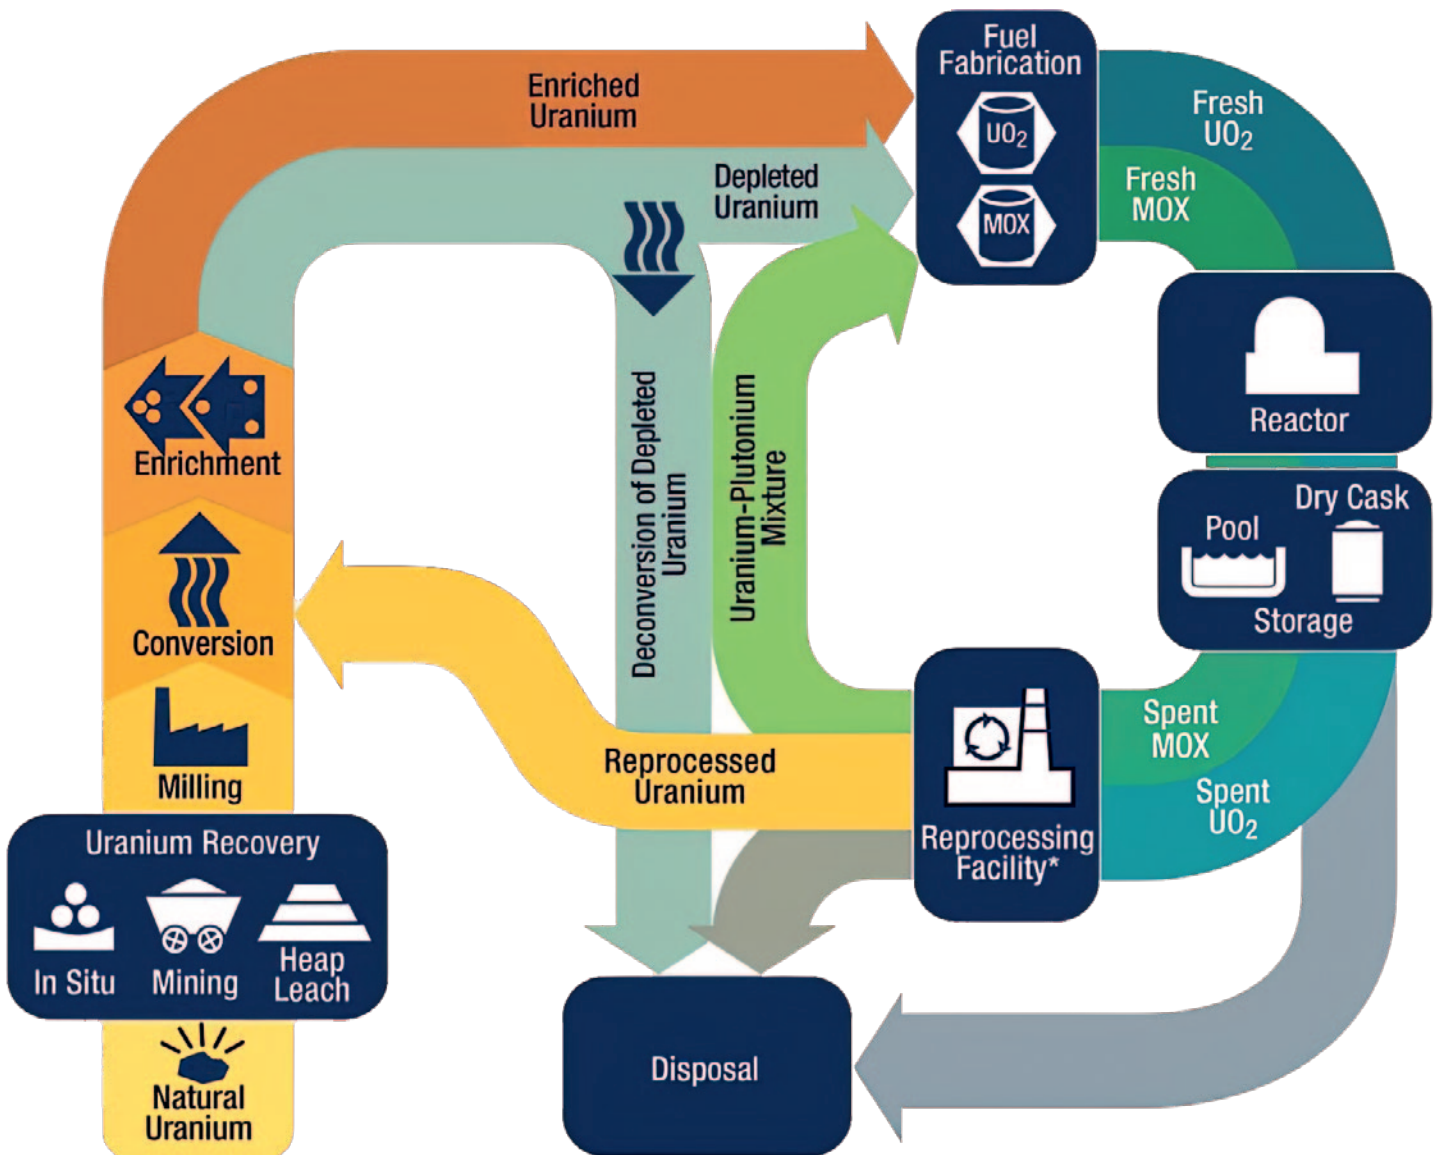 Fuel
Fabrication
UO2
MOX
Enriched
Uranium
Depleted
Uranium
Fresh
UO2
Fresh
MOX
Reactor
Dry Cask
Pool
Storage
Enrichment
Conversion
Milling
Deconversion of Depleted
Uranium
Uranium-Plutonium
Mixture
Reprocessed
Uranium
Reprocessing
Facility*
Spent
MOX
Spent
UO2
Uranium Recovery
In Situ
Mining
Heap
Leach
Natural
Uranium
Disposal